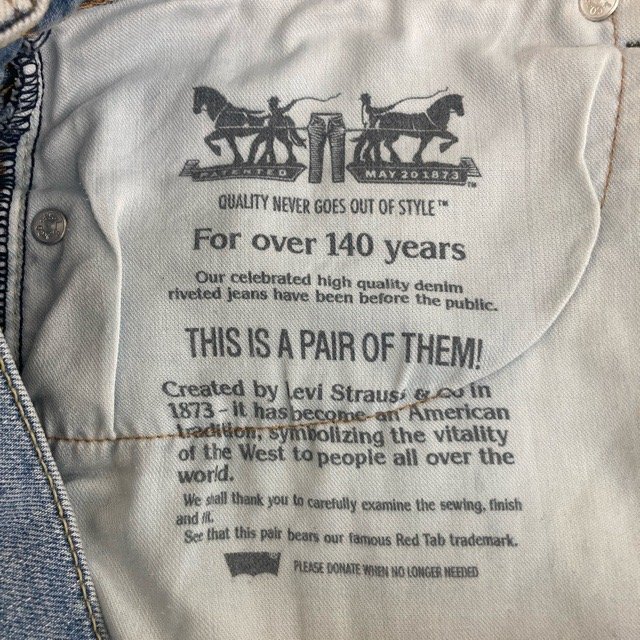 PATENTED MAY 20 1873 ™
QUALITY NEVER GOES OUT OF STYLE™
For over 140 years
Our celebrated high quality denim
riveted jeans have been before the public.
THIS IS A PAIR OF THEM!
Created by Levi Strauss & Co in
1873 - it has become an American
tradition, symbolizing the vitality
of the West to people all over the
world.
We shall thank you to carefully examine the sewing, finish
and fit.
See that this pair bears our famous Red Tab trademark.
PLEASE DONATE WHEN NO LONGER NEEDED